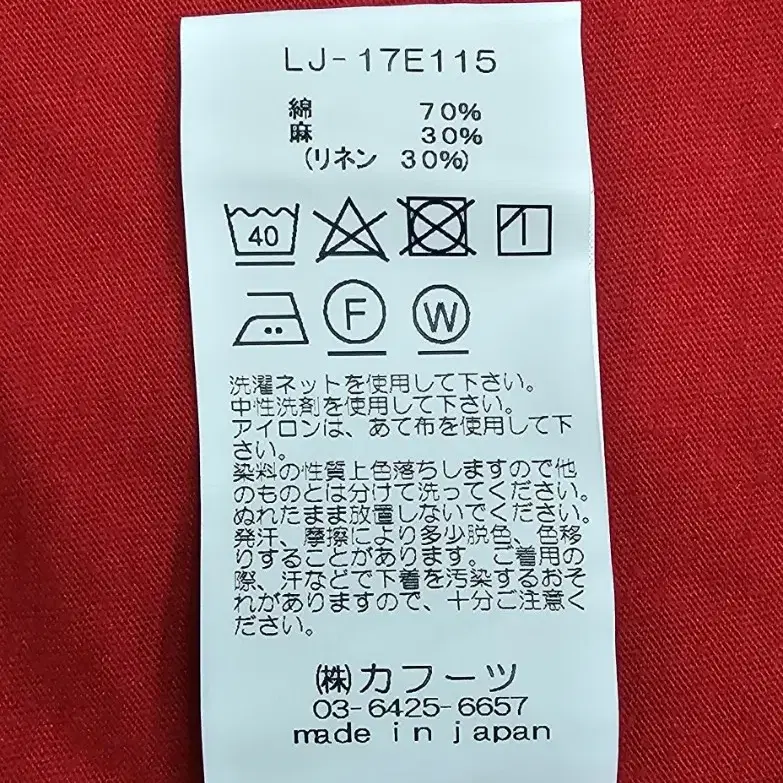 LJ-17E115
綿 70%
麻 30%
(リネン 30%)
40
F W
洗濯ネットを使用して下さい。
中性洗剤を使用して下さい。
アイロンは、あて布を使用して下
さい。
染料の性質上色落ちしますので他
のものとは分けて洗ってください。
ぬれたまま放置しないでください。
発汗、摩擦により多少脱色、色移
りすることがあります。ご着用の
際、汗などで下着を汚染するおそ
れがありますので、十分ご注意く
ださい。
㈱カフーツ
03-6425-6657
made in japan